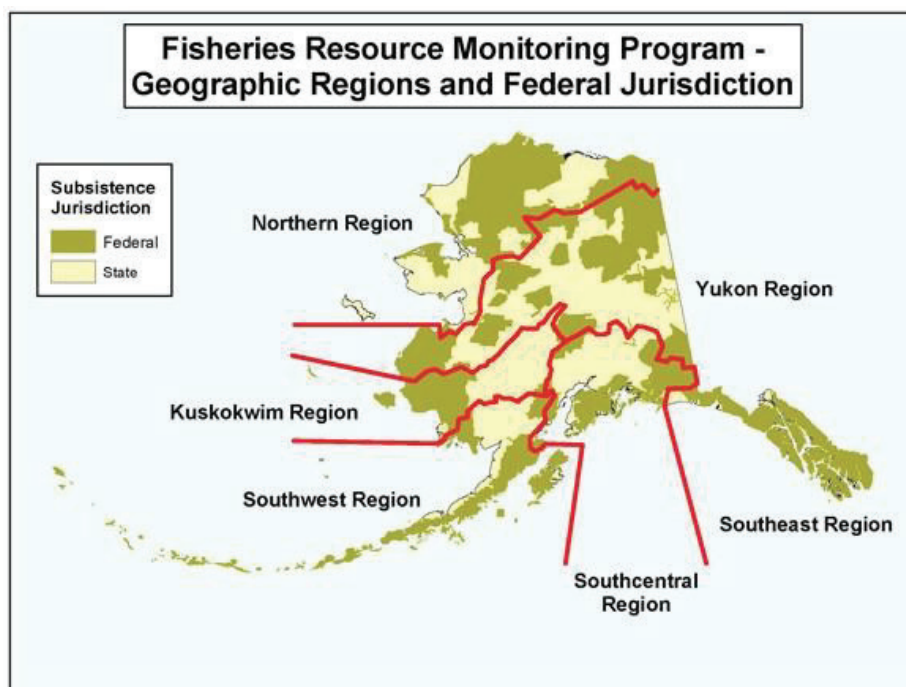 Fisheries Resource Monitoring Program -
Geographic Regions and Federal Jurisdiction
Subsistence
Jurisdiction
Federal
State
Northern Region
Yukon Region
Kuskokwim Region
Southwest Region
Southeast Region
Southcentral
Region